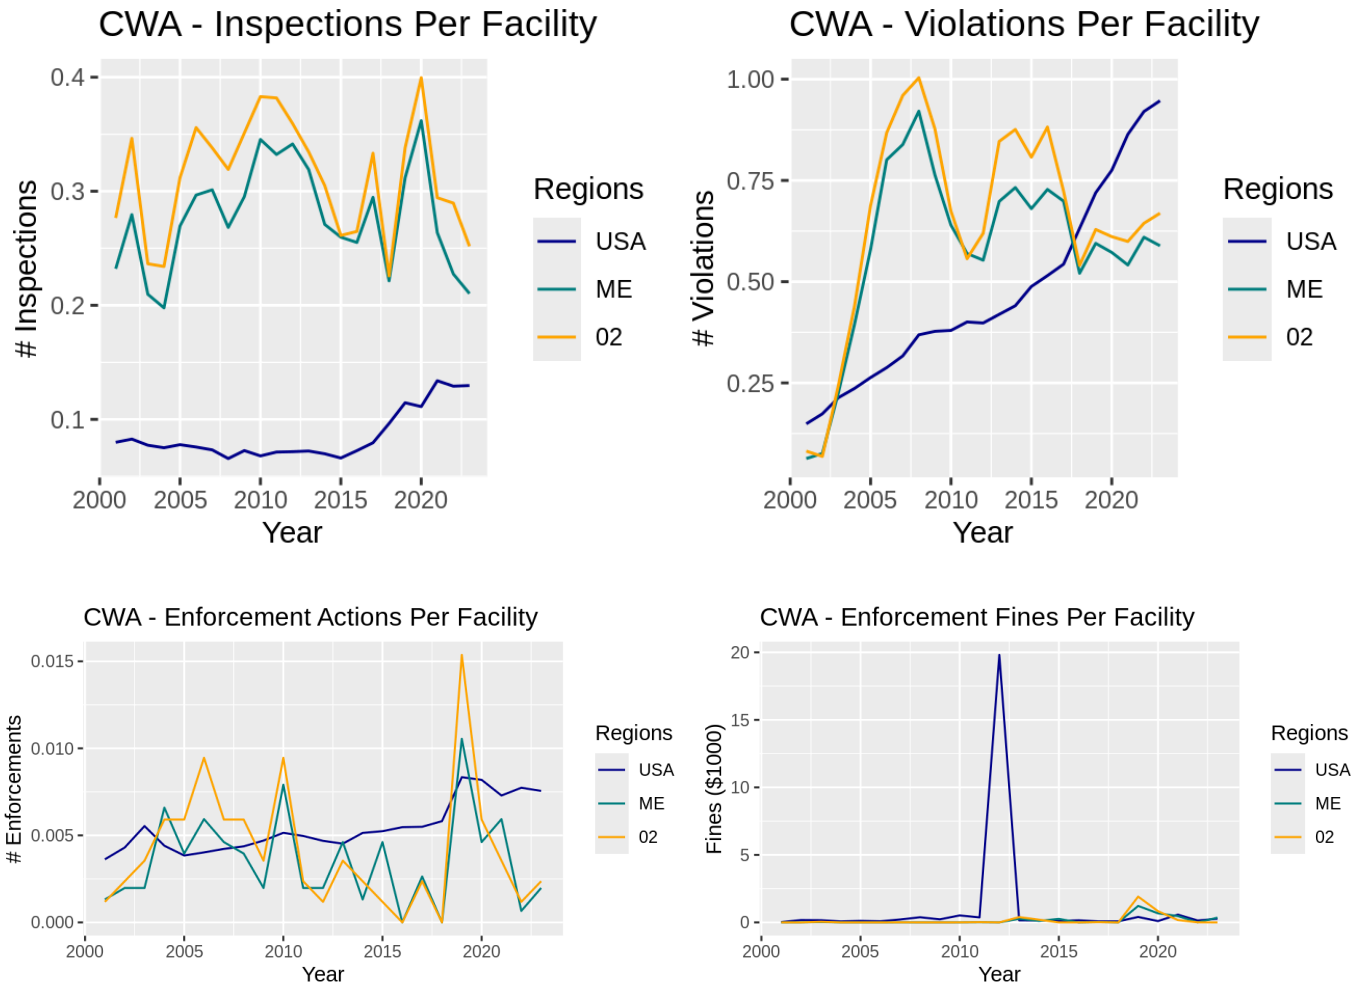 CWA - Inspections Per Facility
# Inspections
0.4
0.3
0.2
0.1
2000 2005 2010 2015 2020
Year
Regions
USA
ME
02
CWA - Violations Per Facility
# Violations
1.00
0.75
0.50
0.25
2000 2005 2010 2015 2020
Year
Regions
USA
ME
02
CWA - Enforcement Actions Per Facility
# Enforcements
0.015
0.010
0.005
0.000
2000 2005 2010 2015 2020
Year
Regions
USA
ME
02
CWA - Enforcement Fines Per Facility
Fines ($1000)
20
15
10
5
0
2000 2005 2010 2015 2020
Year
Regions
USA
ME
02